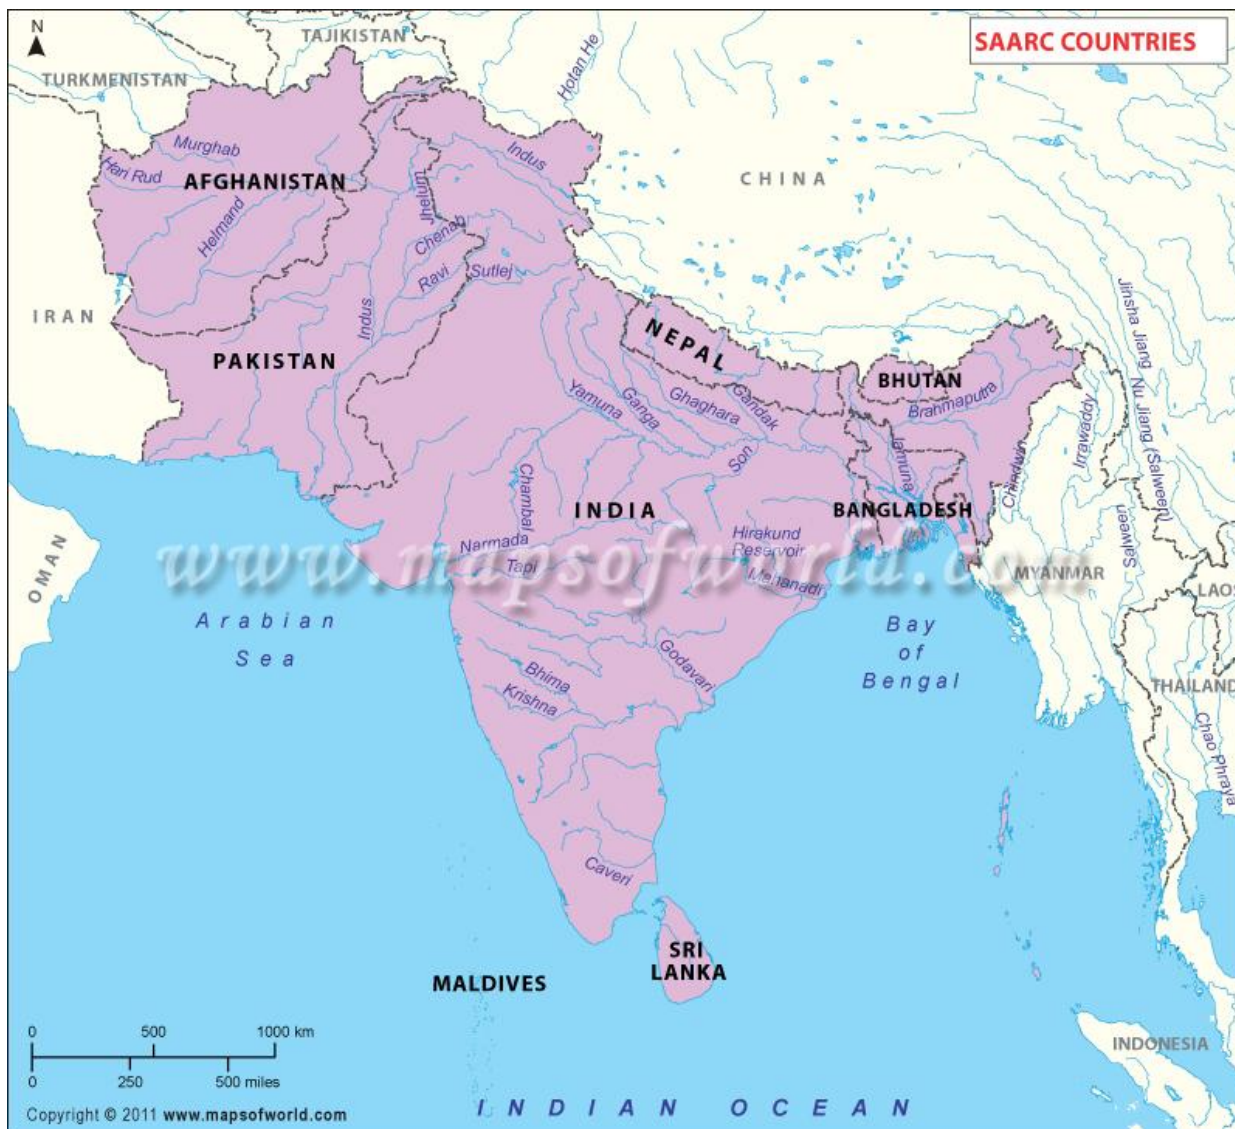 N
SAARC COUNTRIES
TAJIKISTAN
TURKMENISTAN
Hotan He
Murghab
Hari Rud
AFGHANISTAN
Helmand
Indus
Jhelum
Chenab
Ravi
Sutlej
CHINA
IRAN
Indus
PAKISTAN
NEPAL
BHUTAN
Brahmaputra
Jinsha Jiang
Nu Jiang (Salween)
Yamuna
Ganga
Ghaghara
Gandak
Son
Jamuna
Chindwin
Irrawaddy
Salween
Chambal
INDIA
BANGLADESH
Narmada
Tapi
Hirakund
Reservoir
Mahanadi
www.mapsofworld.com
OMAN
MYANMAR
LAOS
Arabian
Sea
Bay
of
Bengal
Godavari
Bhima
Krishna
THAILAND
Chao Phraya
Caveri
SRI
LANKA
MALDIVES
INDONESIA
0 500 1000 km
0 250 500 miles
INDIAN OCEAN
Copyright © 2011 www.mapsofworld.com